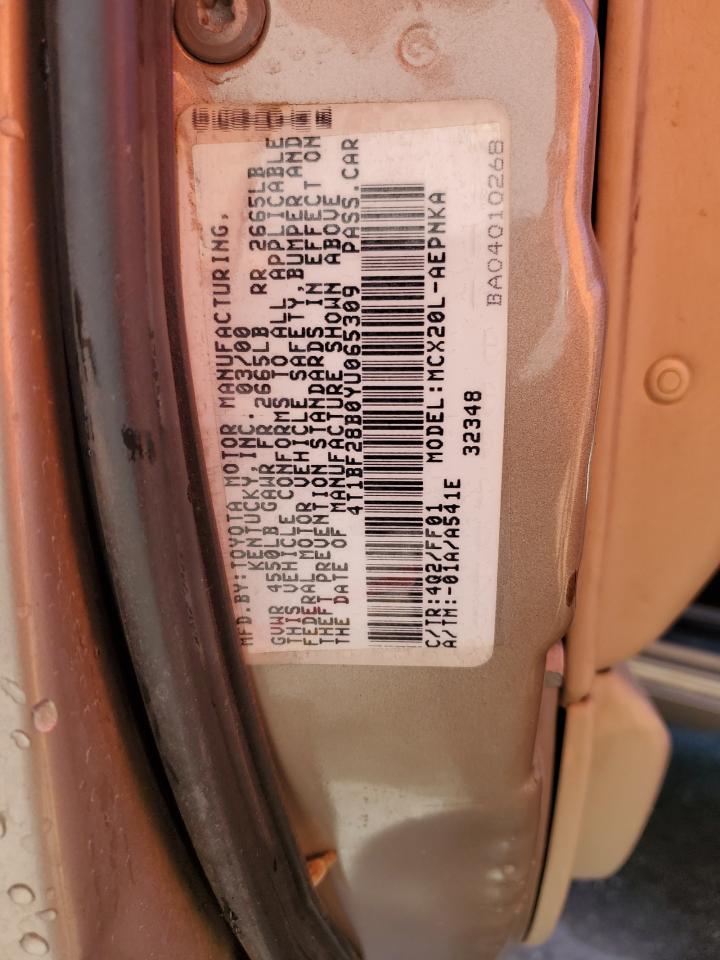 MFD.BY:TOYOTA MOTOR MANUFACTURING,
KENTUCKY,INC. 03/00
GVWR 4550LB GAWR FR 2665LB RR 2665LB
THIS VEHICLE CONFORMS TO ALL APPLICABLE
FEDERAL MOTOR VEHICLE SAFETY,BUMPER AND
THEFT PREVENTION STANDARDS IN EFFECT ON
THE DATE OF MANUFACTURE SHOWN ABOVE
4T1BF28B0YU065309 PASS.CAR
C/TR:4Q2/FF01 MODEL:MCX20L-AEPNKA
A/TM:-01A/A541E 32348
BA04010268